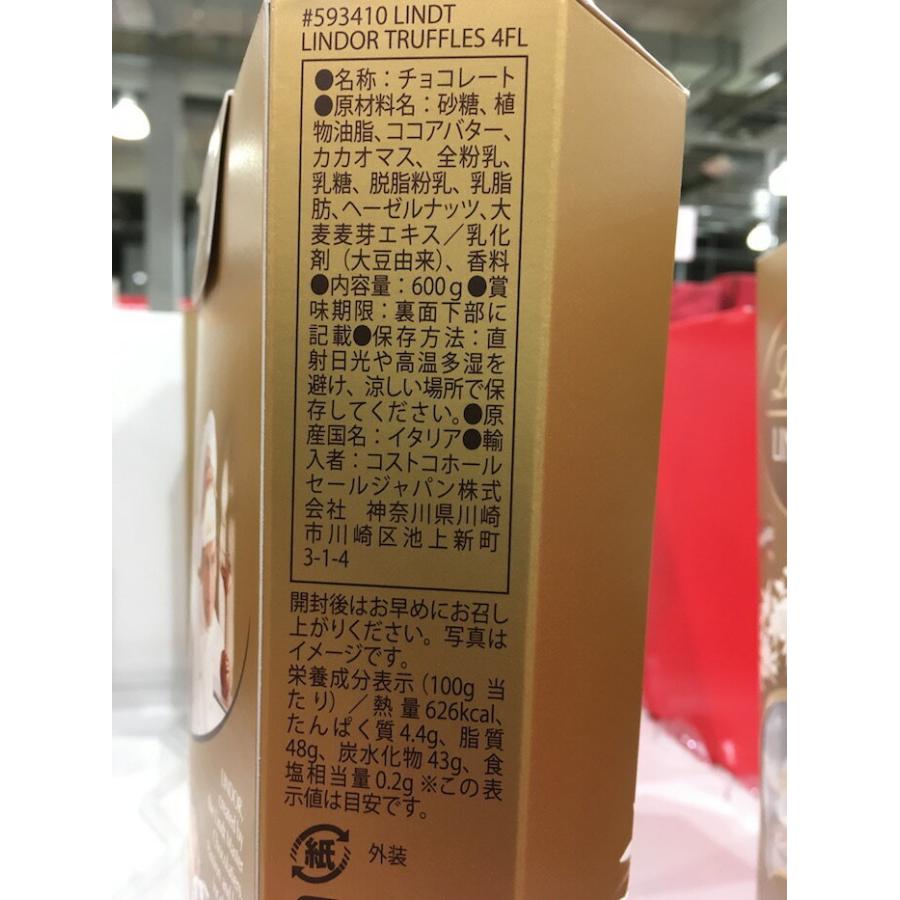 #593410 LINDT
LINDOR TRUFFLES 4FL
●名称：チョコレート
●原材料名：砂糖、植
物油脂、ココアバター、
カカオマス、全粉乳、
乳糖、脱脂粉乳、乳脂
肪、ヘーゼルナッツ、大
麦麦芽エキス／乳化
剤（大豆由来）、香料
●内容量：600g●賞
味期限：裏面下部に
記載●保存方法：直
射日光や高温多湿を
避け、涼しい場所で保
存してください。●原
産国名：イタリア●輸
入者：コストコホール
セールジャパン株式
会社 神奈川県川崎
市川崎区池上新町
3-1-4
開封後はお早めにお召し
上がりください。写真は
イメージです。
栄養成分表示（100g 当
たり）／熱量626kcal、
たんぱく質4.4g、脂質
48g、炭水化物43g、食
塩相当量0.2g ※この表
示値は目安です。
紙 外装
LINDOR